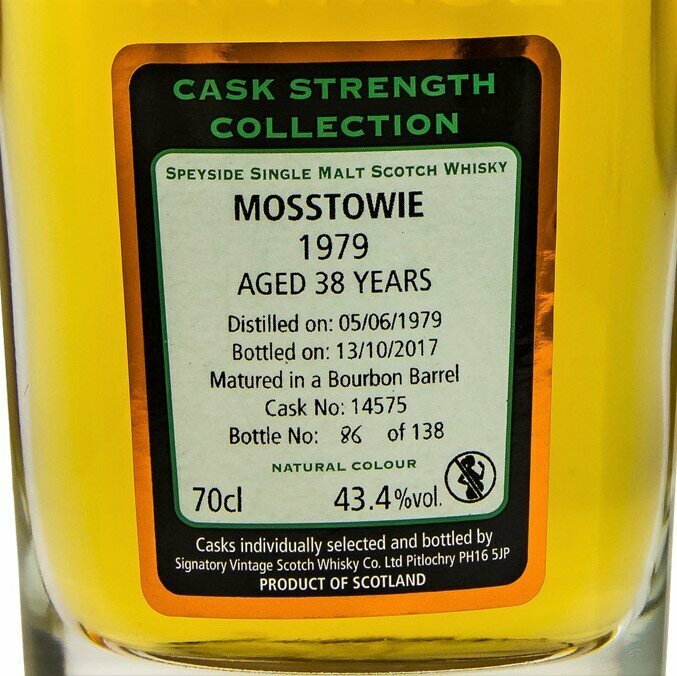 CASK STRENGTH
COLLECTION
SPEYSIDE SINGLE MALT SCOTCH WHISKY
MOSSTOWIE
1979
AGED 38 YEARS
Distilled on: 05/06/1979
Bottled on: 13/10/2017
Matured in a Bourbon Barrel
Cask No: 14575
Bottle No: 86 of 138
NATURAL COLOUR
70cl 43.4%vol.
Casks individually selected and bottled by
Signatory Vintage Scotch Whisky Co. Ltd Pitlochry PH16 5JP
PRODUCT OF SCOTLAND